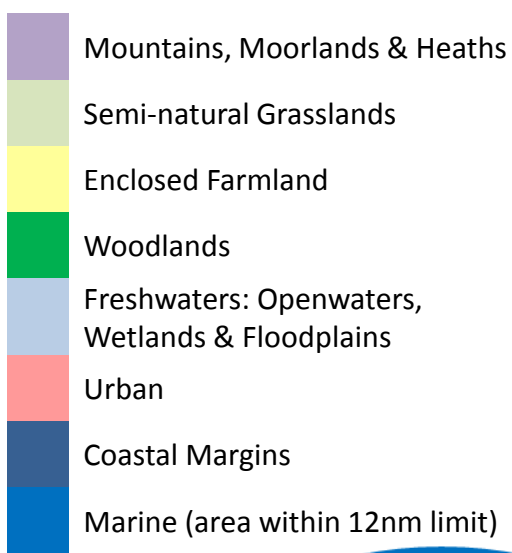 Mountains, Moorlands & Heaths
Semi-natural Grasslands
Enclosed Farmland
Woodlands
Freshwaters: Openwaters,
Wetlands & Floodplains
Urban
Coastal Margins
Marine (area within 12nm limit)